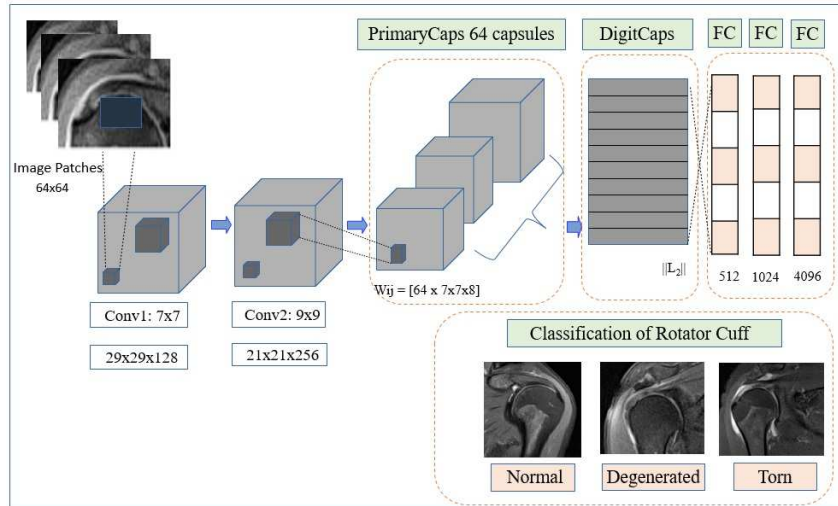 PrimaryCaps 64 capsules
DigitCaps
FC
FC
FC
Image Patches
64x64
Wij = [64 x 7x7x8]
||L2||
512
1024
4096
Conv1: 7x7
Conv2: 9x9
29x29x128
21x21x256
Classification of Rotator Cuff
Normal
Degenerated
Torn